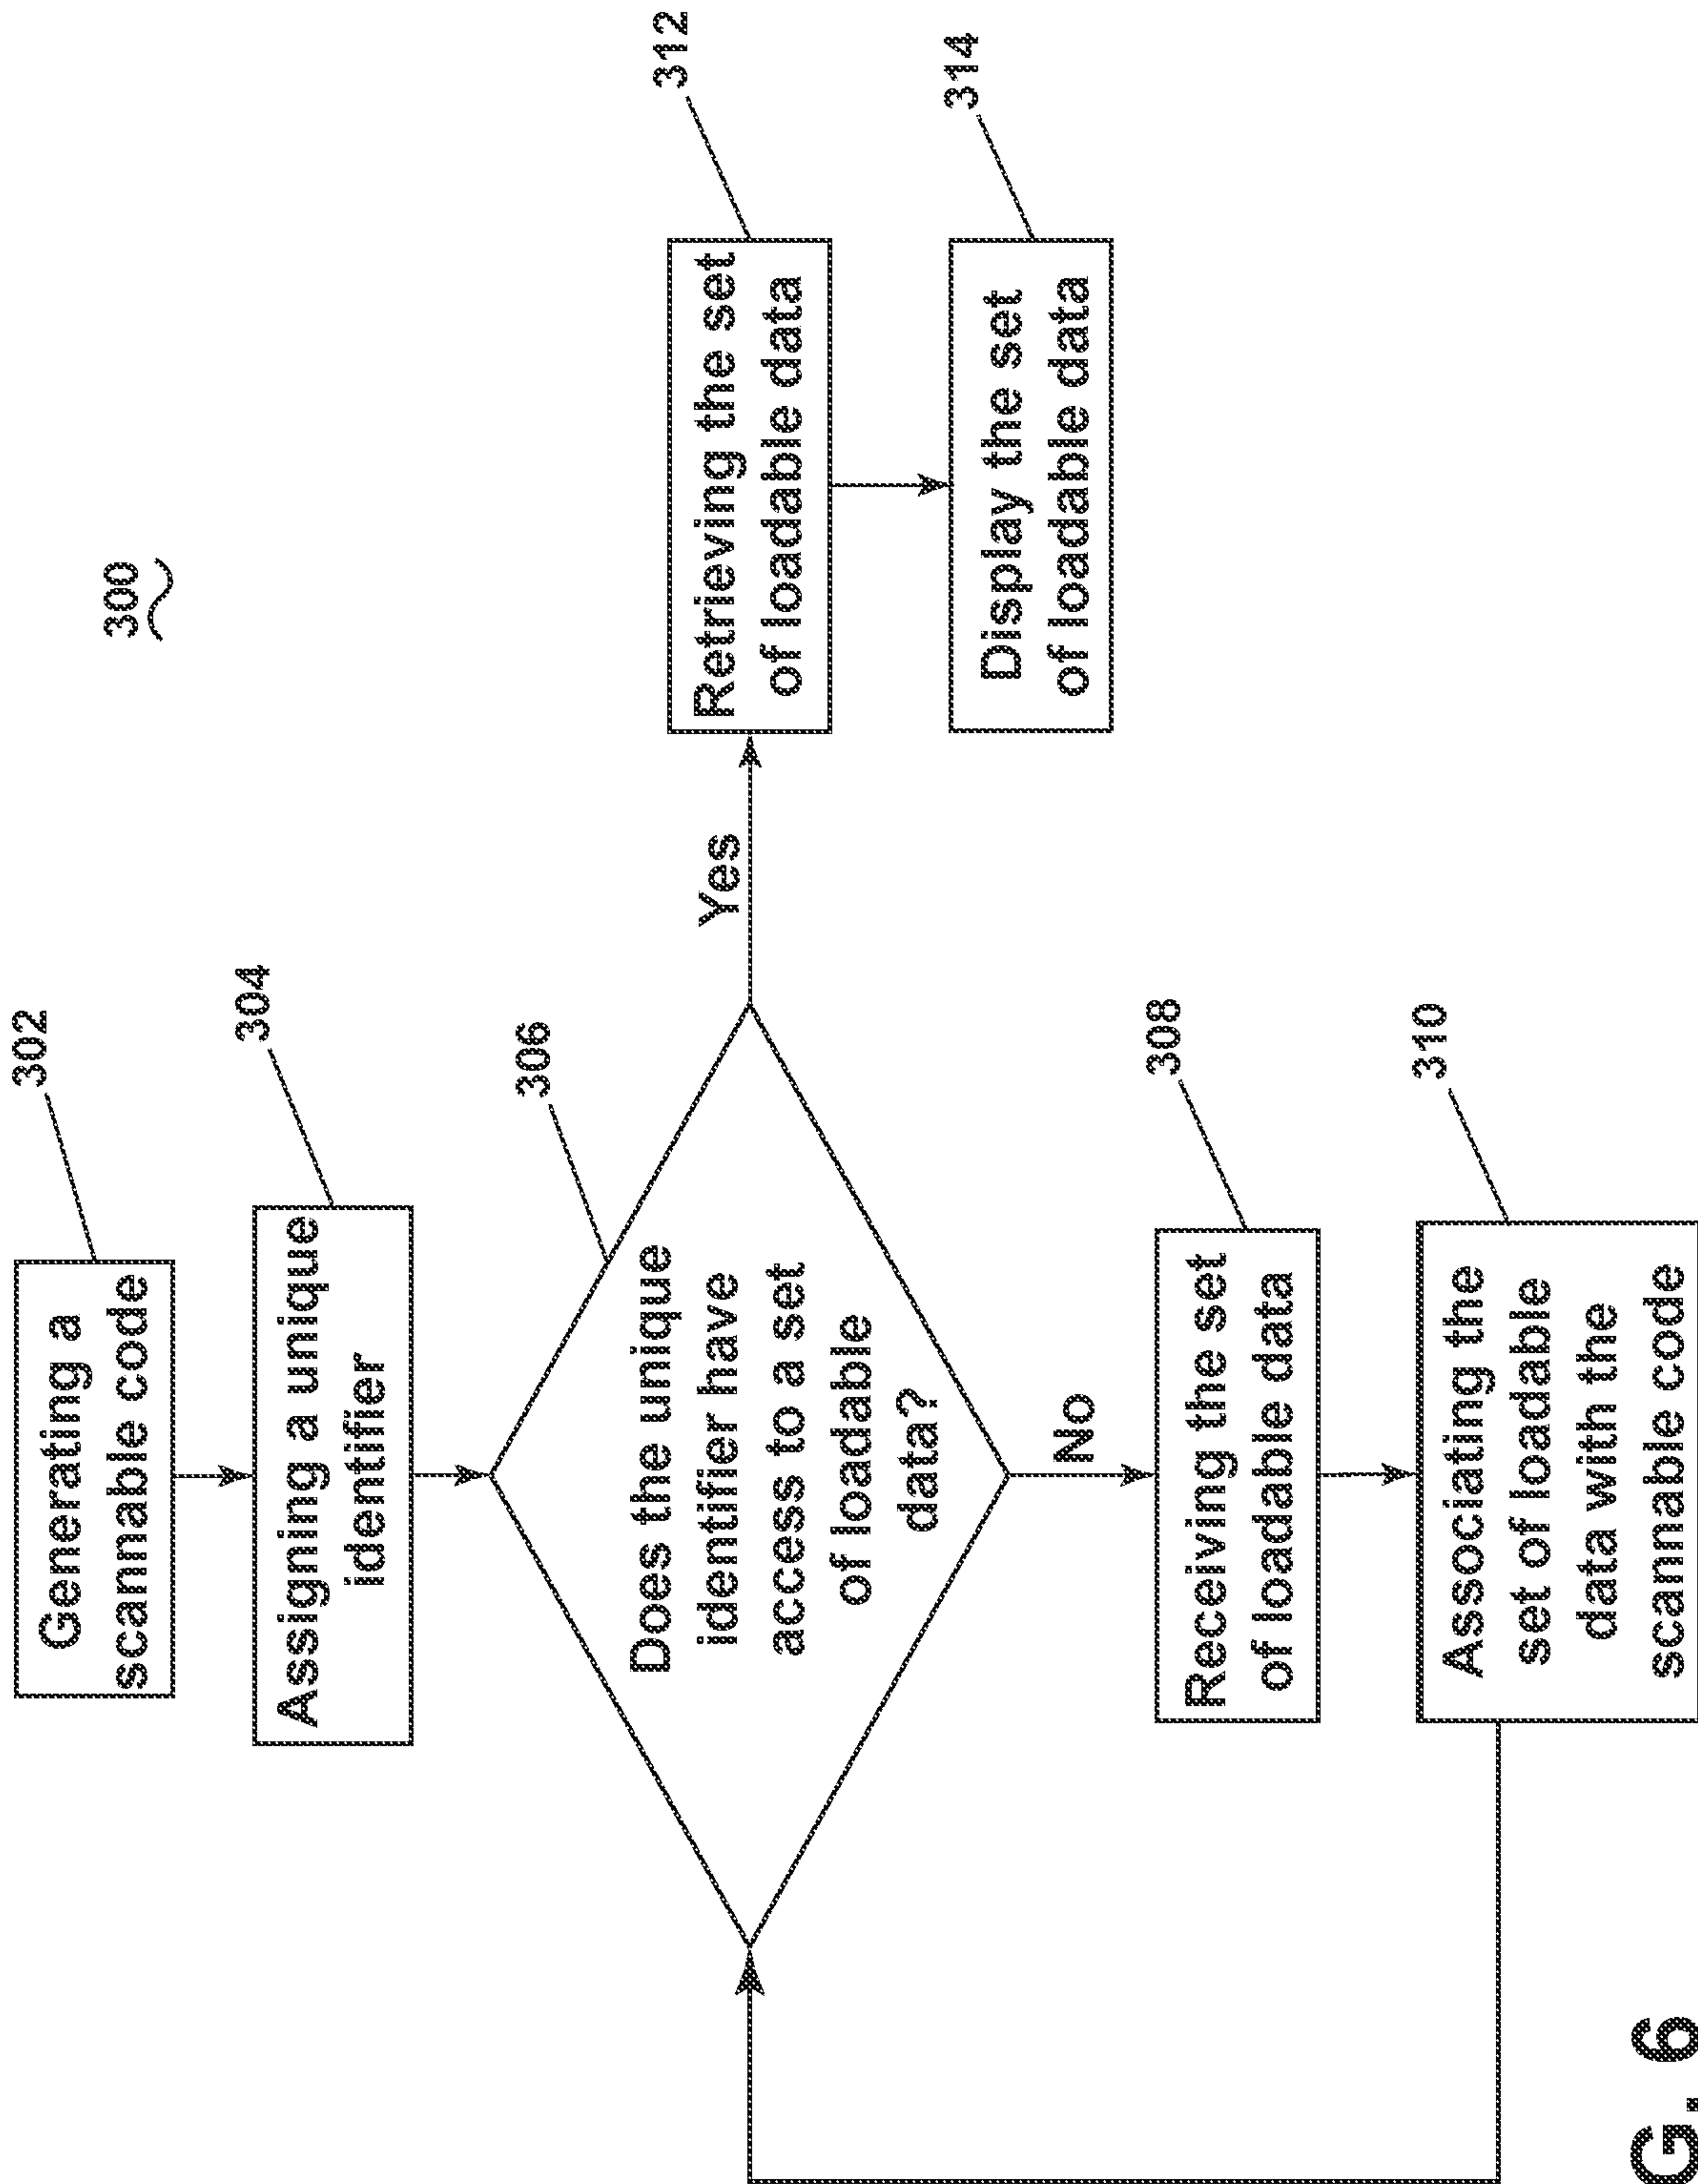 300
Generating a
scannable code
302
Assigning a unique
identifier
304
Does the unique
identifier have
access to a set
of loadable
data?
306
Yes
Retrieving the set
of loadable data
312
Display the set
of loadable data
314
No
Receiving the set
of loadable data
308
Associating the
set of loadable
data with the
scannable code
310
G. 6